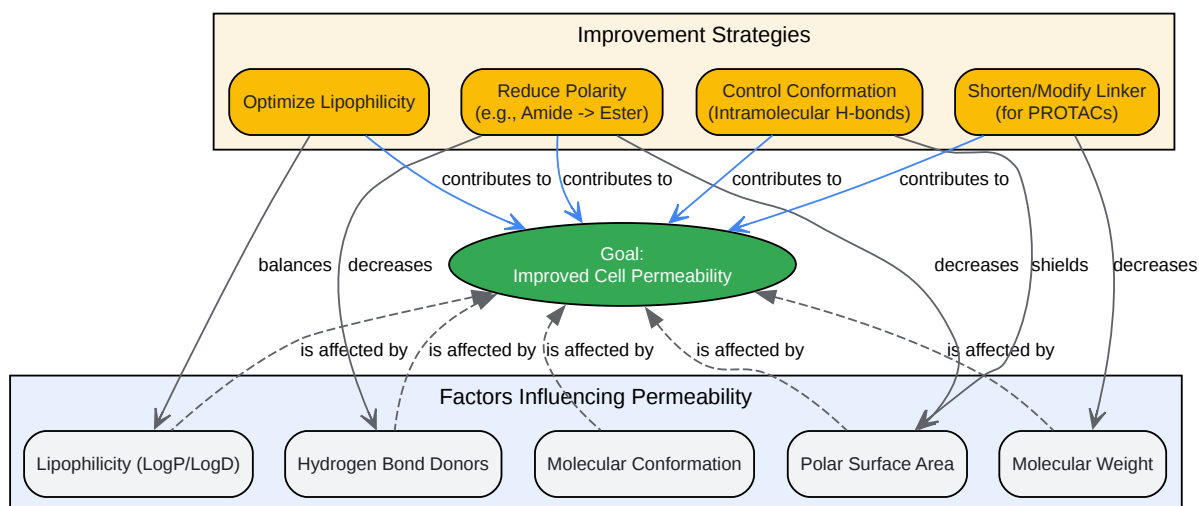 Improvement Strategies
Optimize Lipophilicity
Reduce Polarity
(e.g., Amide -> Ester)
Control Conformation
(Intramolecular H-bonds)
Shorten/Modify Linker
(for PROTACs)
contributes to
contributes to
contributes to
contributes to
Goal:
Improved Cell Permeability
balances
decreases
decreases
shields
decreases
is affected by
is affected by
is affected by
is affected by
is affected by
Factors Influencing Permeability
Lipophilicity (LogP/LogD)
Hydrogen Bond Donors
Molecular Conformation
Polar Surface Area
Molecular Weight